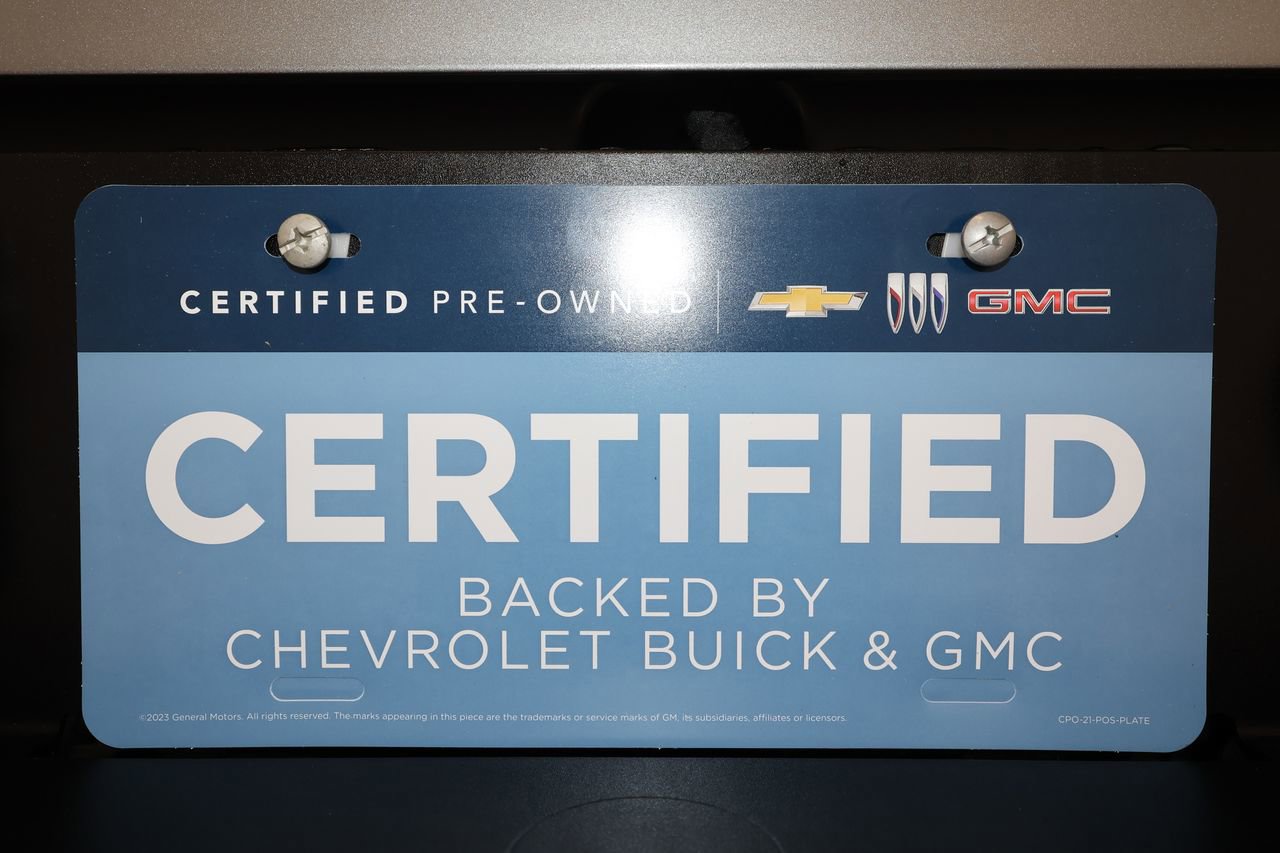 CERTIFIED PRE-OWNED GMC
CERTIFIED
BACKED BY
CHEVROLET BUICK & GMC
©2023 General Motors. All rights reserved. The marks appearing in this piece are the trademarks or service marks of GM, its subsidiaries, affiliates or licensors. CPO-21-POS-PLATE